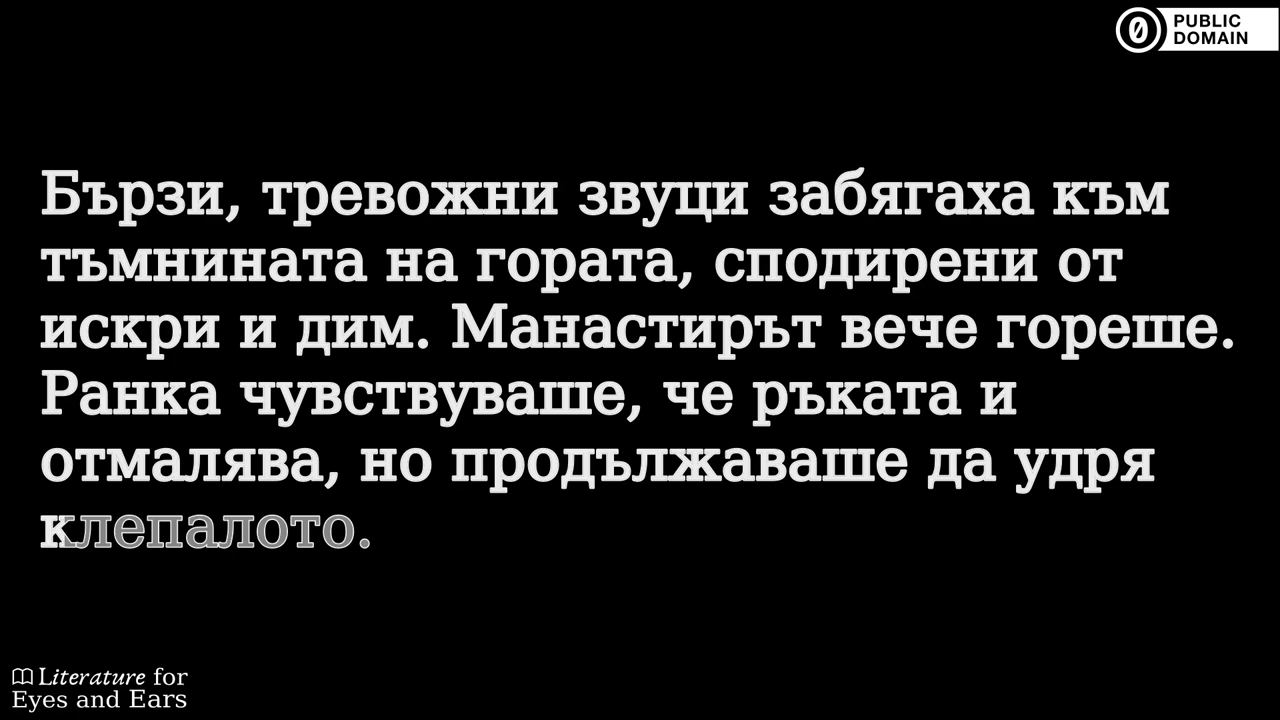 PUBLIC
DOMAIN
Бързи, тревожни звуци забягаха към
тъмнината на гората, сподирени от
искри и дим. Манастирът вече гореше.
Ранка чувствуваше, че ръката и
отмалява, но продължаваше да удря
клепалото.
Literature for
Eyes and Ears